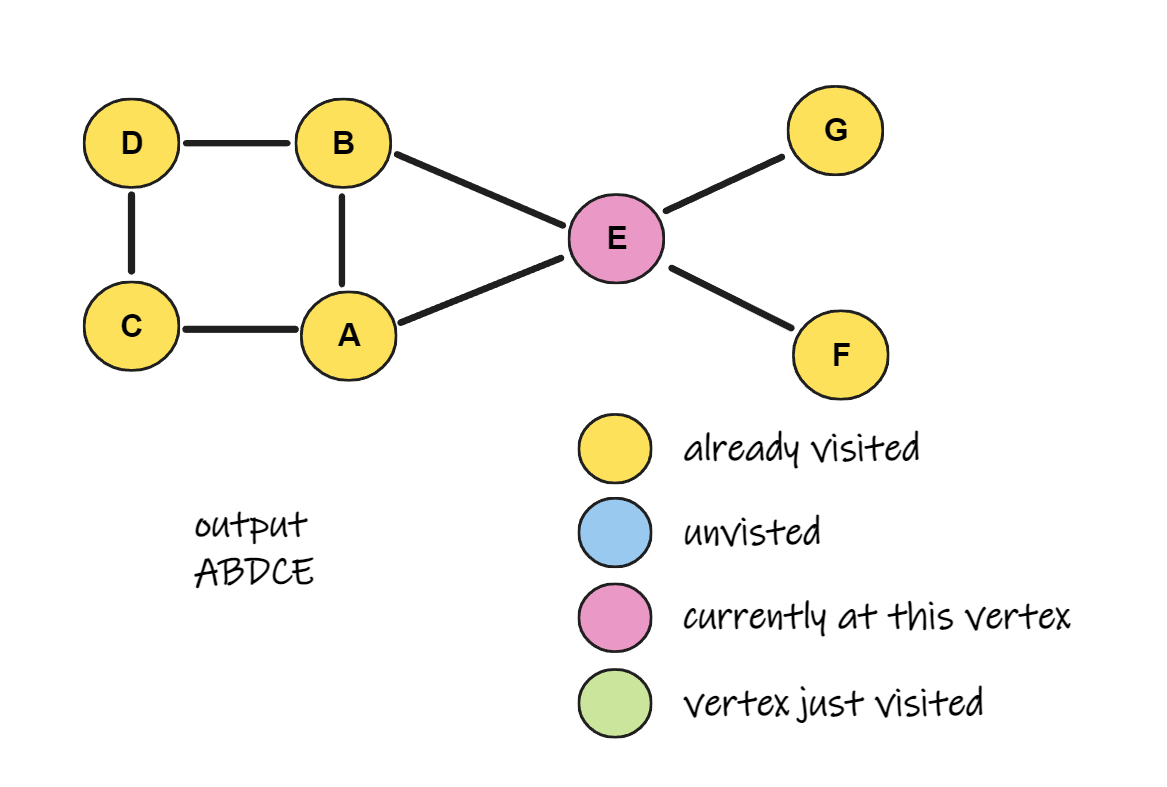 D
B
G
E
C
A
F
already visited
output
ABDCE
unvisted
currently at this vertex
vertex just visited